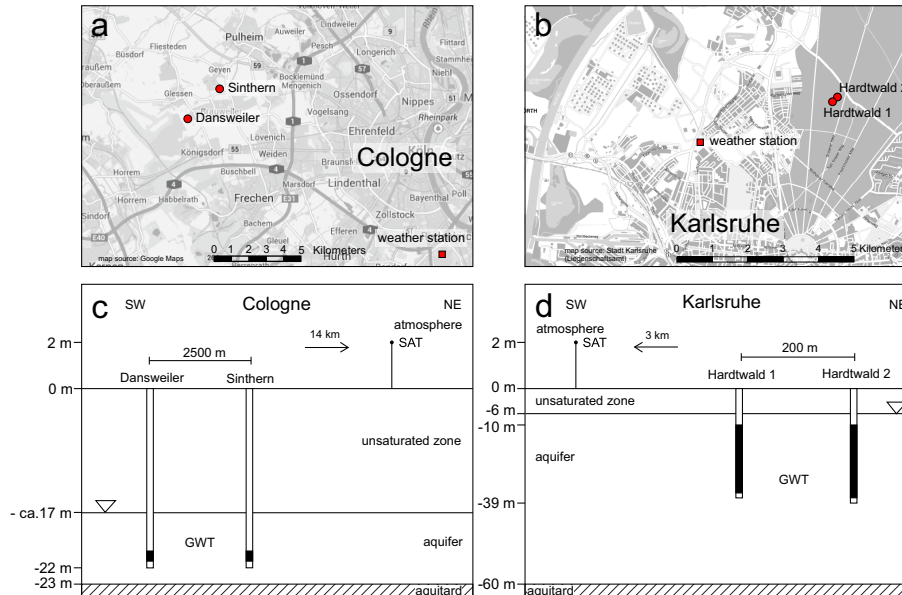 a
Pulheim
Auweiler
Pesch
Longerich
Lindweiler
Flittard
Fliesteden
Büsdorf
Geyen
Bocklemünd
Mengenich
Niehl
Stammheim
Glessen
Sinthern
Vogelsang
Ossendorf
Nippes
Rheinpark
Dansweiler
Lövenich
Ehrenfeld
Königsdorf
Weiden
Köln
Cologne
Horrem
Buschbell
Marsdorf
Lindenthal
Habbelrath
Frechen
Bayenthal
Poll
Zollstock
Sindorf
Bachem
Efferen
Gleuel
Hürth
weather station
0 1 2 3 4 5 Kilometers
map source: Google Maps
b
Hardtwald 2
Hardtwald 1
weather station
Karlsruhe
map source: Stadt Karlsruhe
(Liegenschaftsamt)
0 1 2 3 4 5 Kilometers
c
SW
Cologne
NE
atmosphere
14 km
SAT
2 m
2500 m
Dansweiler
Sinthern
0 m
unsaturated zone
- ca.17 m
GWT
aquifer
-22 m
-23 m
aquitard
d
SW
Karlsruhe
NE
atmosphere
3 km
SAT
2 m
200 m
Hardtwald 1
Hardtwald 2
0 m
unsaturated zone
-6 m
-10 m
aquifer
GWT
-39 m
-60 m
aquitard